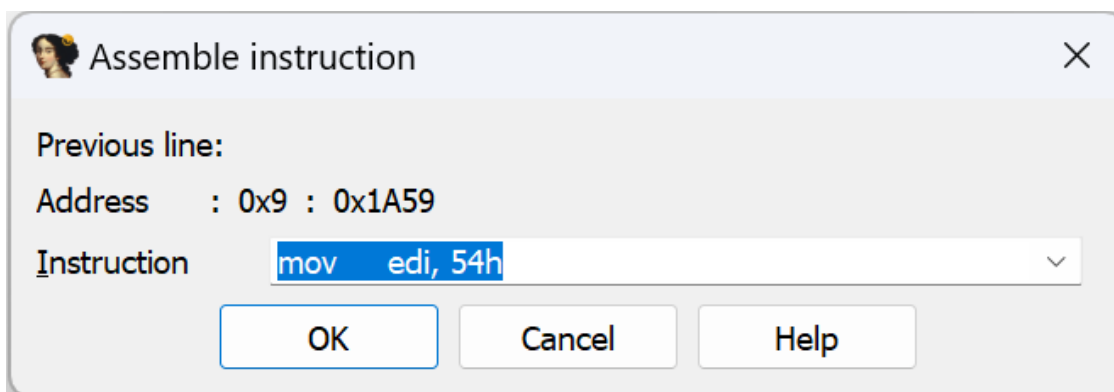 Assemble instruction
Previous line:
Address : 0x9 : 0x1A59
Instruction mov edi, 54h
OK Cancel Help